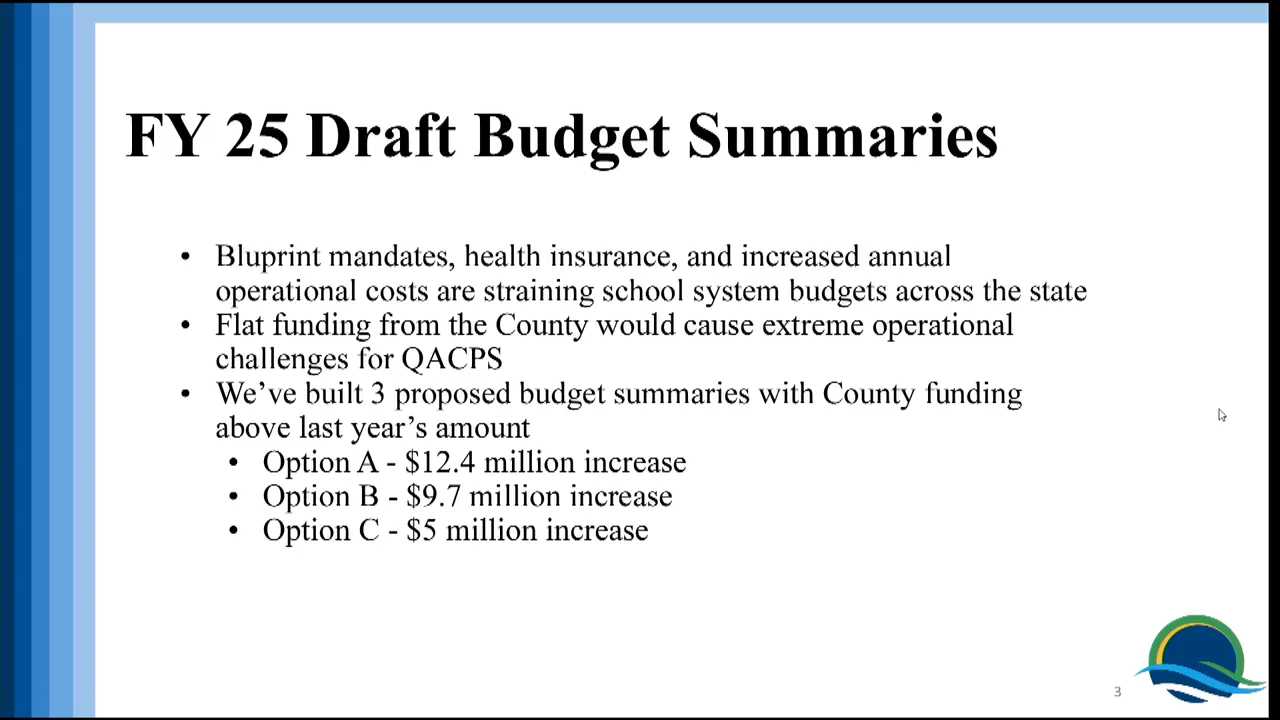 FY 25 Draft Budget Summaries
• Bluprint mandates, health insurance, and increased annual
operational costs are straining school system budgets across the state
• Flat funding from the County would cause extreme operational
challenges for QACPS
• We’ve built 3 proposed budget summaries with County funding
above last year’s amount
• Option A - $12.4 million increase
• Option B - $9.7 million increase
• Option C - $5 million increase
3